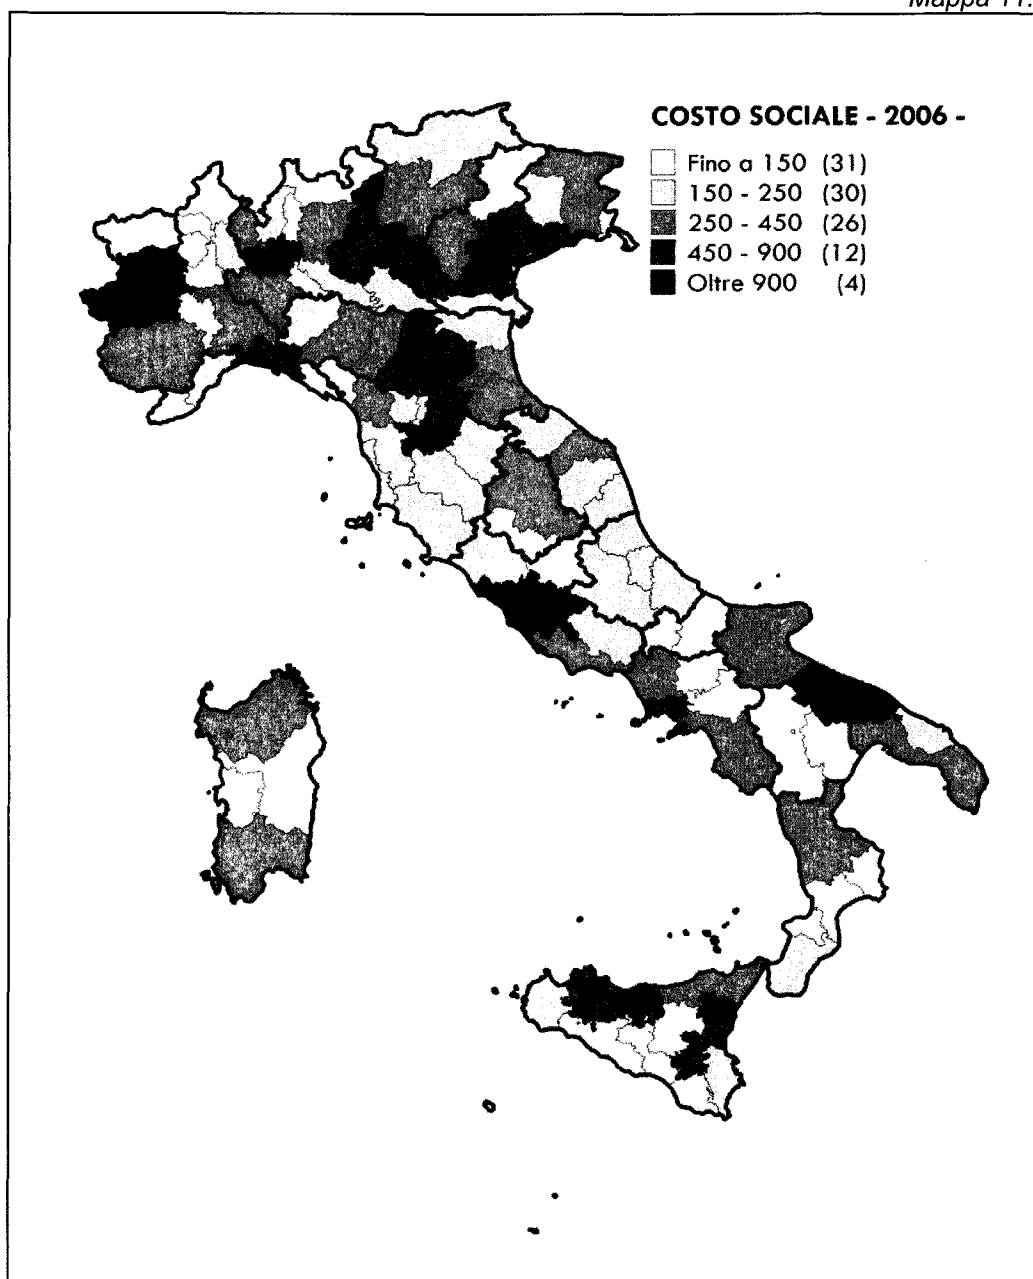 Mappa 11.
COSTO SOCIALE - 2006 -
Fino a 150 (31)
150 - 250 (30)
250 - 450 (26)
450 - 900 (12)
Oltre 900 (4)